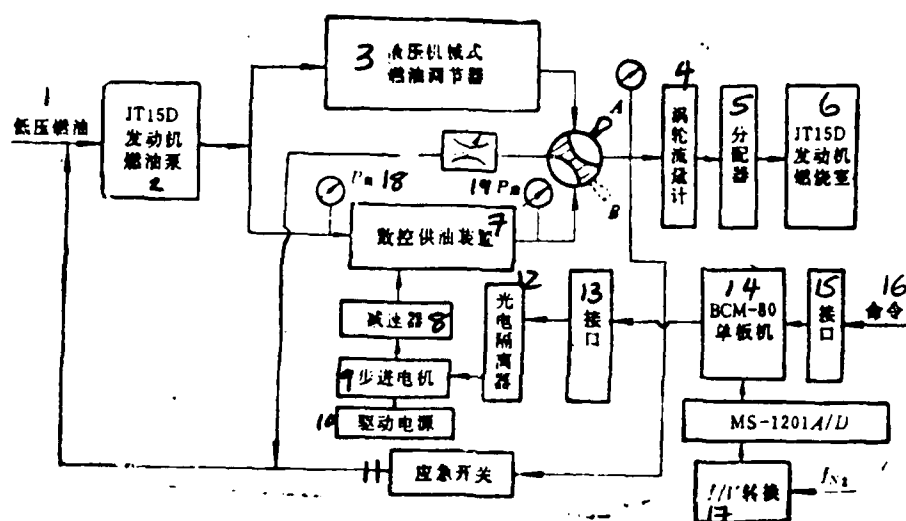 1
低压燃油
JT15D
发动机
燃油泵
2
3 液压机械式
燃油调节器
A
B
4
涡轮流量计
5
分配器
6
JT15D
发动机
燃烧室
18
19
数控供油装置 7
减速器 8
9 步进电机
10 驱动电源
11 应急开关
12
光电隔离器
13
接口
14
BCM-80
单板机
15
接口
16
命令
MS-1201A/D
f/V转换
17